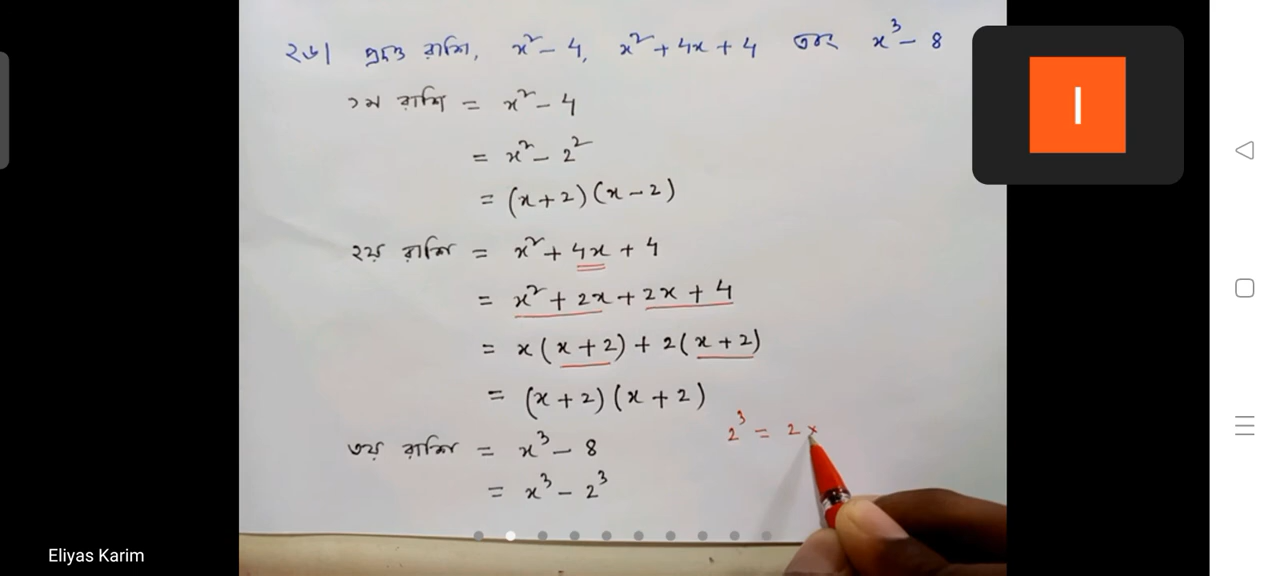 ২৬। প্রদত্ত রাশি, x² - 4, x² + 4x + 4 এবং x³ - 8
১ম রাশি = x² - 4
= x² - 2²
= (x+2)(x-2)
২য় রাশি = x² + 4x + 4
= x² + 2x + 2x + 4
= x(x+2) + 2(x+2)
= (x+2)(x+2)
2³ = 2×
৩য় রাশি = x³ - 8
= x³ - 2³
I
Eliyas Karim